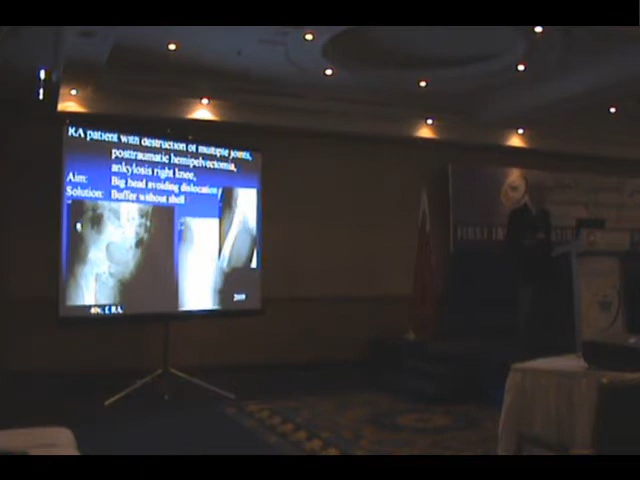 RA patient with destruction of multiple joints,
posttraumatic hemipelvectomia,
ankylosis right knee,
Aim: Big head avoiding dislocation
Solution: Buffer without shell
2009
FIRST